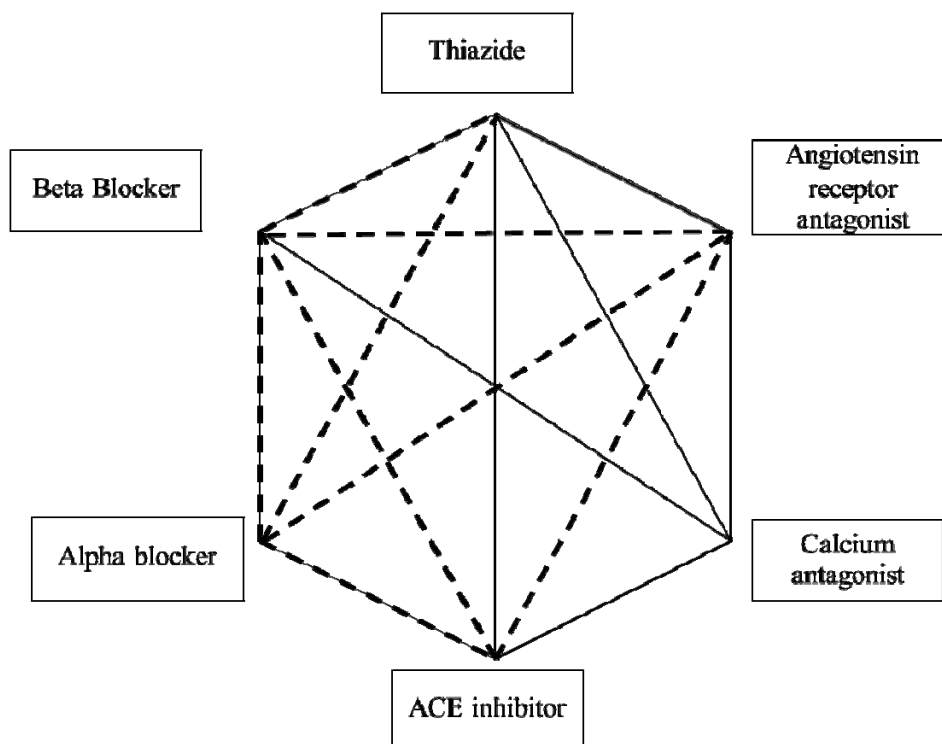 Thiazide
Beta Blocker
Angiotensin
receptor
antagonist
Alpha blocker
Calcium
antagonist
ACE inhibitor